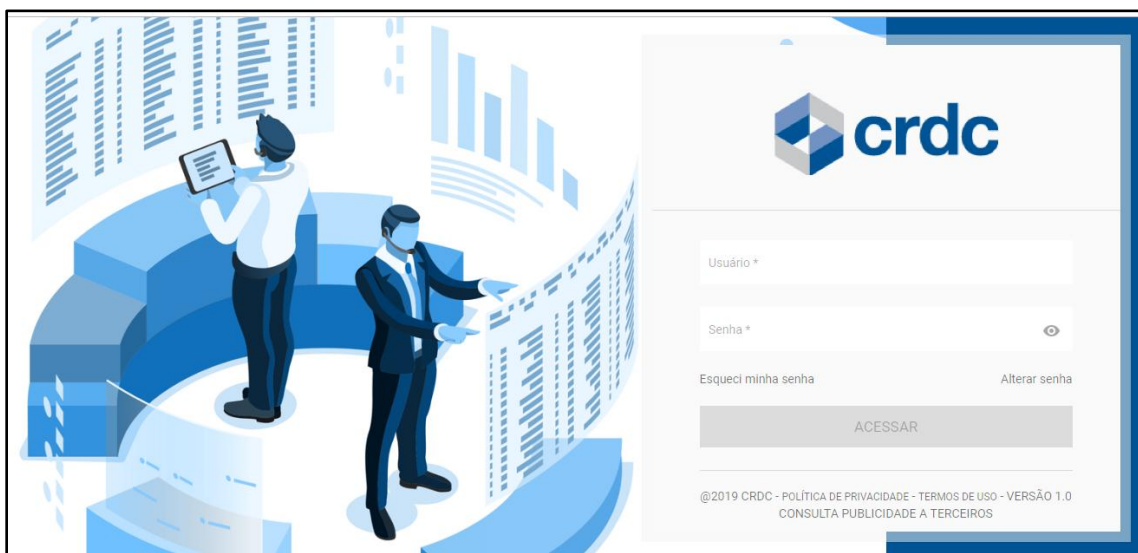 crdc
Usuário *
Senha *
Esqueci minha senha
Alterar senha
ACESSAR
@2019 CRDC - POLÍTICA DE PRIVACIDADE - TERMOS DE USO - VERSÃO 1.0
CONSULTA PUBLICIDADE A TERCEIROS